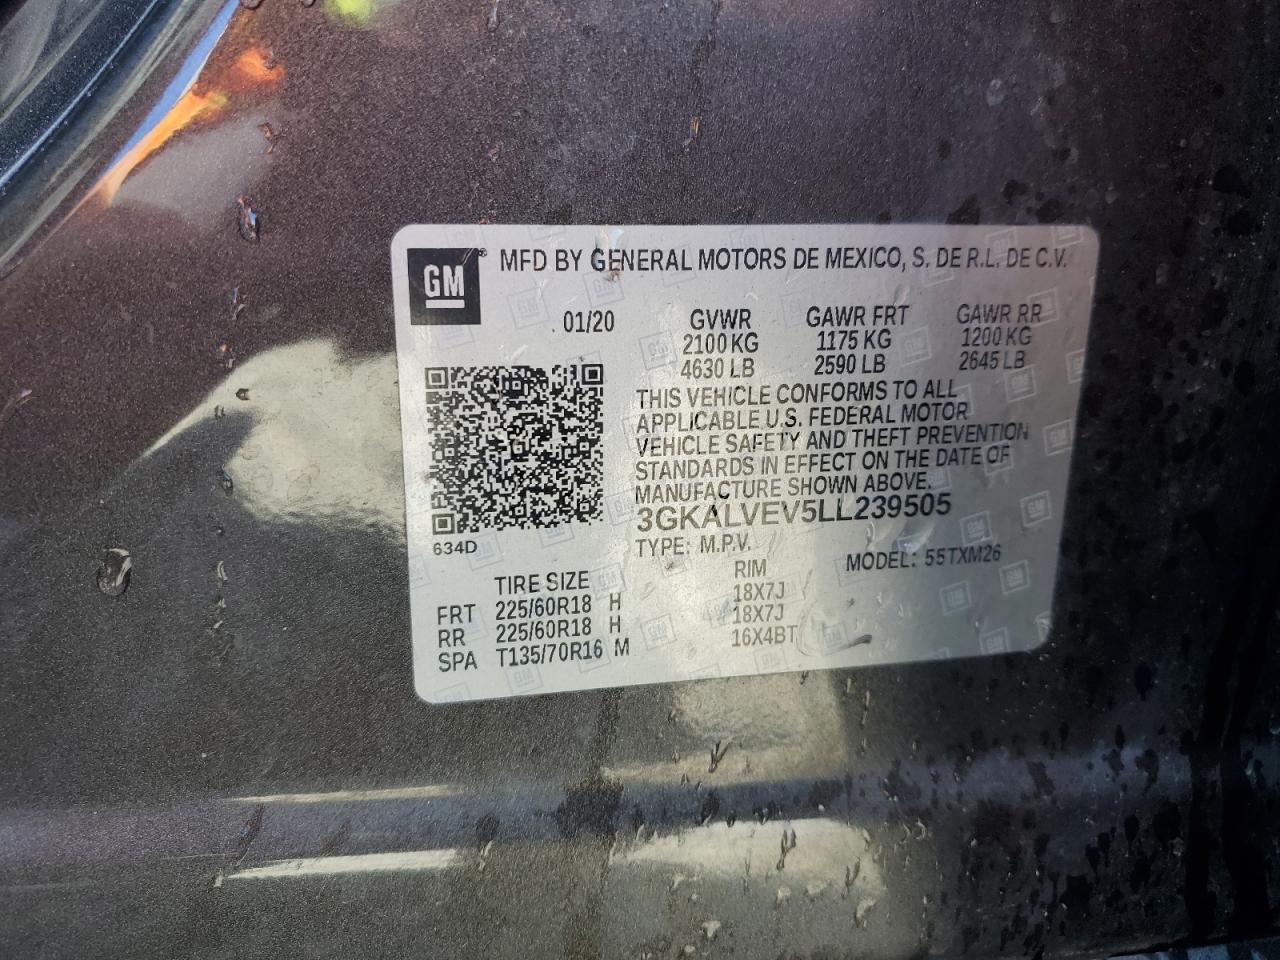 GM® MFD BY GENERAL MOTORS DE MEXICO, S. DE R.L. DE C.V.
01/20
GVWR GAWR FRT GAWR RR
2100 KG 1175 KG 1200 KG
4630 LB 2590 LB 2645 LB
THIS VEHICLE CONFORMS TO ALL
APPLICABLE U.S. FEDERAL MOTOR
VEHICLE SAFETY AND THEFT PREVENTION
STANDARDS IN EFFECT ON THE DATE OF
MANUFACTURE SHOWN ABOVE.
3GKALVEV5LL239505
634D
TYPE: M.P.V. MODEL: 55TXM26
TIRE SIZE RIM
FRT 225/60R18 H 18X7J
RR 225/60R18 H 18X7J
SPA T135/70R16 M 16X4BT